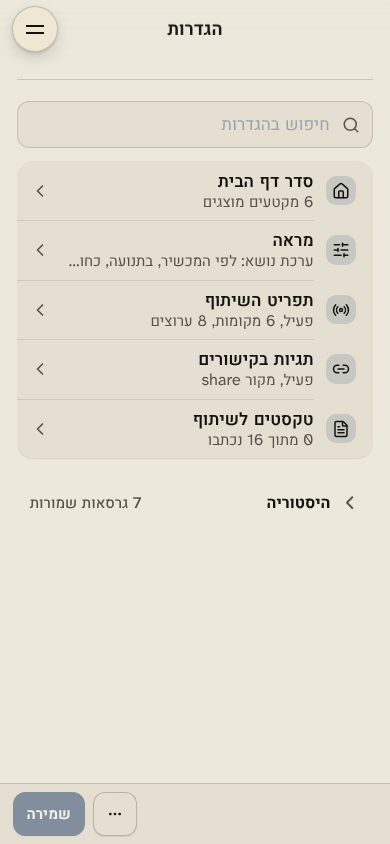 הגדרות
חיפוש בהגדרות
סדר דף הבית
6 מקטעים מוצגים
מראה
ערכת נושא: לפי המכשיר, בתנועה, כחו...
תפריט השיתוף
פעיל, 6 מקומות, 8 ערוצים
תגיות בקישורים
פעיל, מקור share
טקסטים לשיתוף
0 מתוך 16 נכתבו
היסטוריה
7 גרסאות שמורות
שמירה